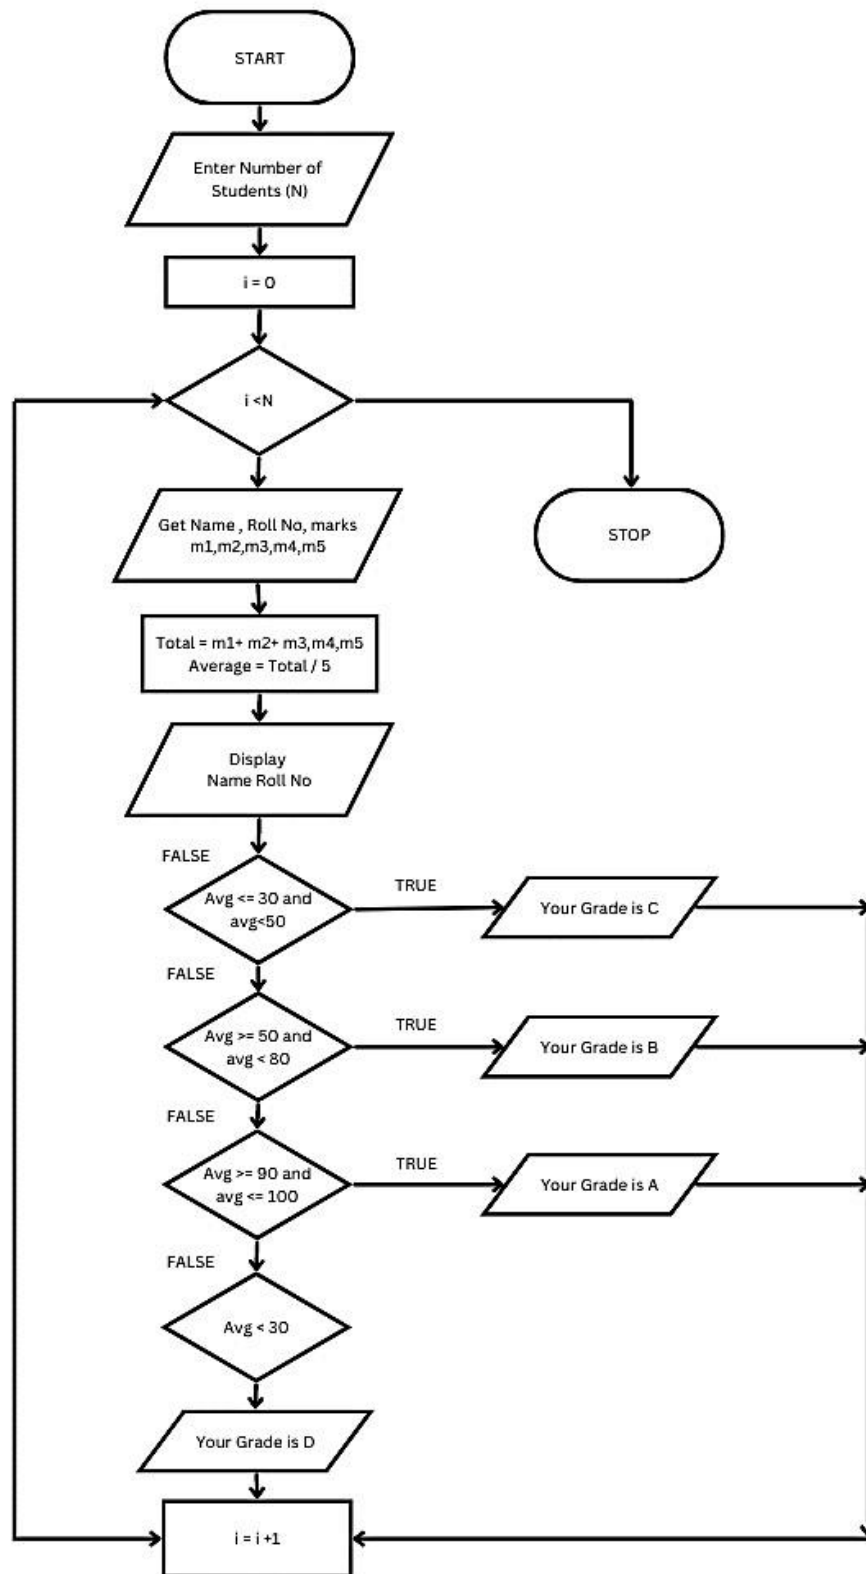 START
Enter Number of
Students (N)
i = 0
i <N
Get Name , Roll No, marks
m1,m2,m3,m4,m5
STOP
Total = m1+ m2+ m3,m4,m5
Average = Total / 5
Display
Name Roll No
FALSE
Avg <= 30 and
avg<50
TRUE
Your Grade is C
FALSE
Avg >= 50 and
avg < 80
TRUE
Your Grade is B
FALSE
Avg >= 90 and
avg <= 100
TRUE
Your Grade is A
FALSE
Avg < 30
Your Grade is D
i = i +1